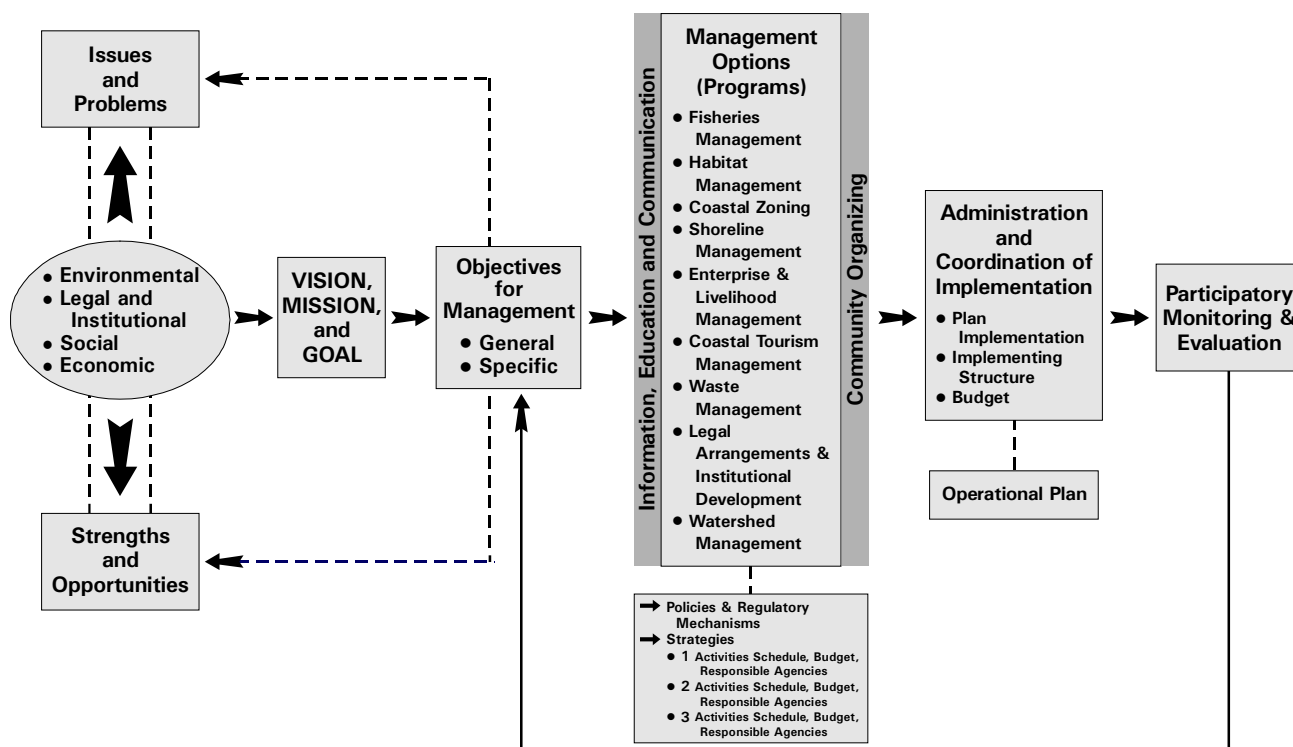 Issues
and
Problems
● Environmental
● Legal and
Institutional
● Social
● Economic
Strengths
and
Opportunities
VISION,
MISSION,
and
GOAL
Objectives
for
Management
● General
● Specific
Information, Education and Communication
Management
Options
(Programs)
● Fisheries
Management
● Habitat
Management
● Coastal Zoning
● Shoreline
Management
● Enterprise &
Livelihood
Management
● Coastal Tourism
Management
● Waste
Management
● Legal
Arrangements &
Institutional
Development
● Watershed
Management
Community Organizing
Policies & Regulatory
Mechanisms
Strategies
● 1 Activities Schedule, Budget,
Responsible Agencies
● 2 Activities Schedule, Budget,
Responsible Agencies
● 3 Activities Schedule, Budget,
Responsible Agencies
Administration
and
Coordination of
Implementation
● Plan
Implementation
● Implementing
Structure
● Budget
Operational Plan
Participatory
Monitoring &
Evaluation